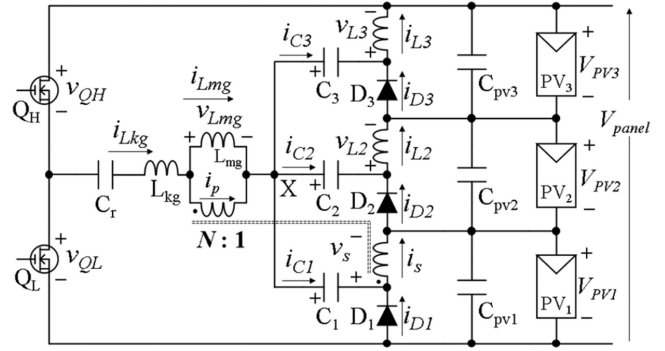 v_L3 i_L3
i_C3
C_3 D_3 i_D3 C_pv3 PV_3 V_PV3
Q_H v_QH
i_Lmg
v_Lmg
V_panel
i_Lkg L_mg i_C2 v_L2 i_L2
C_r L_kg i_p X C_2 D_2 i_D2 C_pv2 PV_2 V_PV2
N : 1
Q_L v_QL
v_s i_s
i_C1
C_1 D_1 i_D1 C_pv1 PV_1 V_PV1